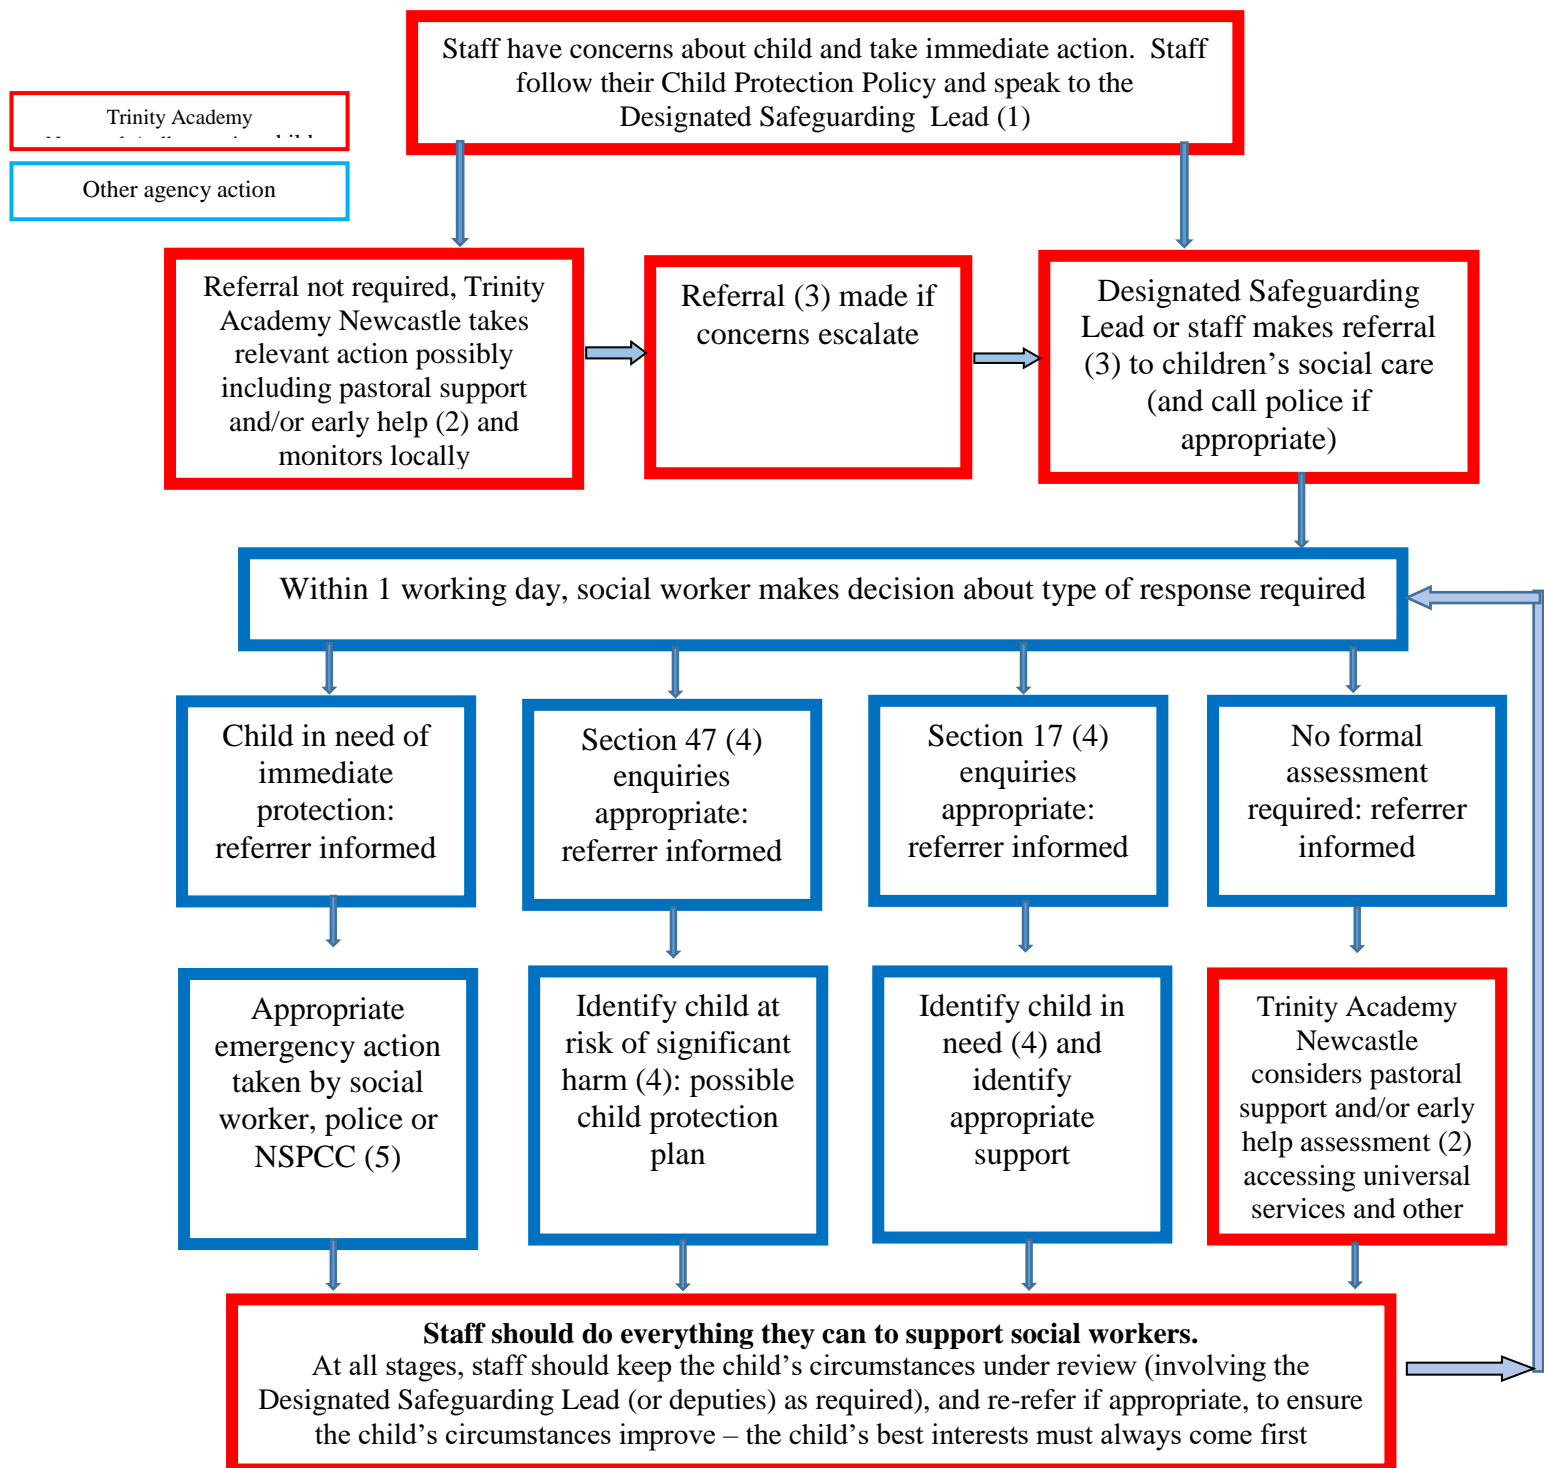 Staff have concerns about child and take immediate action. Staff
follow their Child Protection Policy and speak to the
Designated Safeguarding Lead (1)
Trinity Academy
Other agency action
Referral not required, Trinity
Academy Newcastle takes
relevant action possibly
including pastoral support
and/or early help (2) and
monitors locally
Referral (3) made if
concerns escalate
Designated Safeguarding
Lead or staff makes referral
(3) to children’s social care
(and call police if
appropriate)
Within 1 working day, social worker makes decision about type of response required
Child in need of
immediate
protection:
referrer informed
Section 47 (4)
enquiries
appropriate:
referrer informed
Section 17 (4)
enquiries
appropriate:
referrer informed
No formal
assessment
required: referrer
informed
Appropriate
emergency action
taken by social
worker, police or
NSPCC (5)
Identify child at
risk of significant
harm (4): possible
child protection
plan
Identify child in
need (4) and
identify
appropriate
support
Trinity Academy
Newcastle
considers pastoral
support and/or early
help assessment (2)
accessing universal
services and other
Staff should do everything they can to support social workers.
At all stages, staff should keep the child’s circumstances under review (involving the
Designated Safeguarding Lead (or deputies) as required), and re-refer if appropriate, to ensure
the child’s circumstances improve – the child’s best interests must always come first